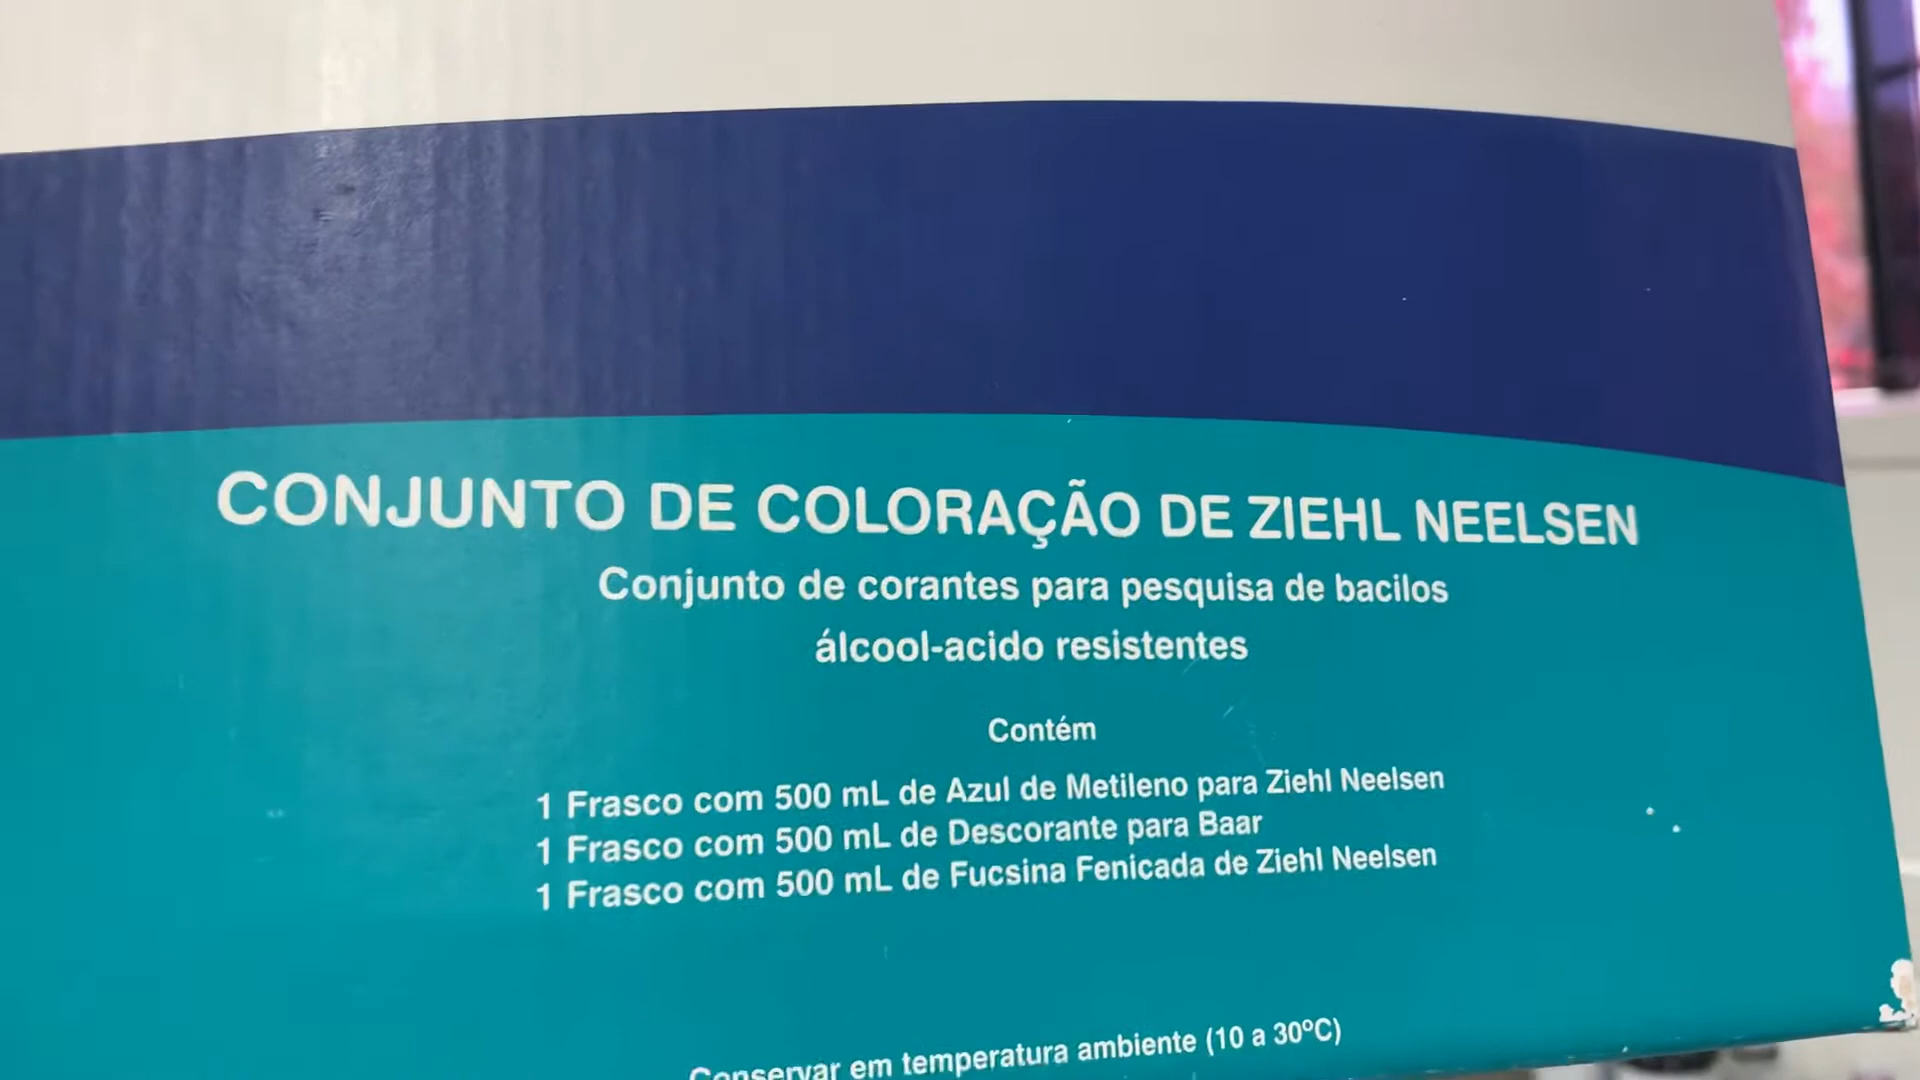 CONJUNTO DE COLORAÇÃO DE ZIEHL NEELSEN
Conjunto de corantes para pesquisa de bacilos
álcool-acido resistentes
Contém
1 Frasco com 500 mL de Azul de Metileno para Ziehl Neelsen
1 Frasco com 500 mL de Descorante para Baar
1 Frasco com 500 mL de Fucsina Fenicada de Ziehl Neelsen
Conservar em temperatura ambiente (10 a 30ºC)